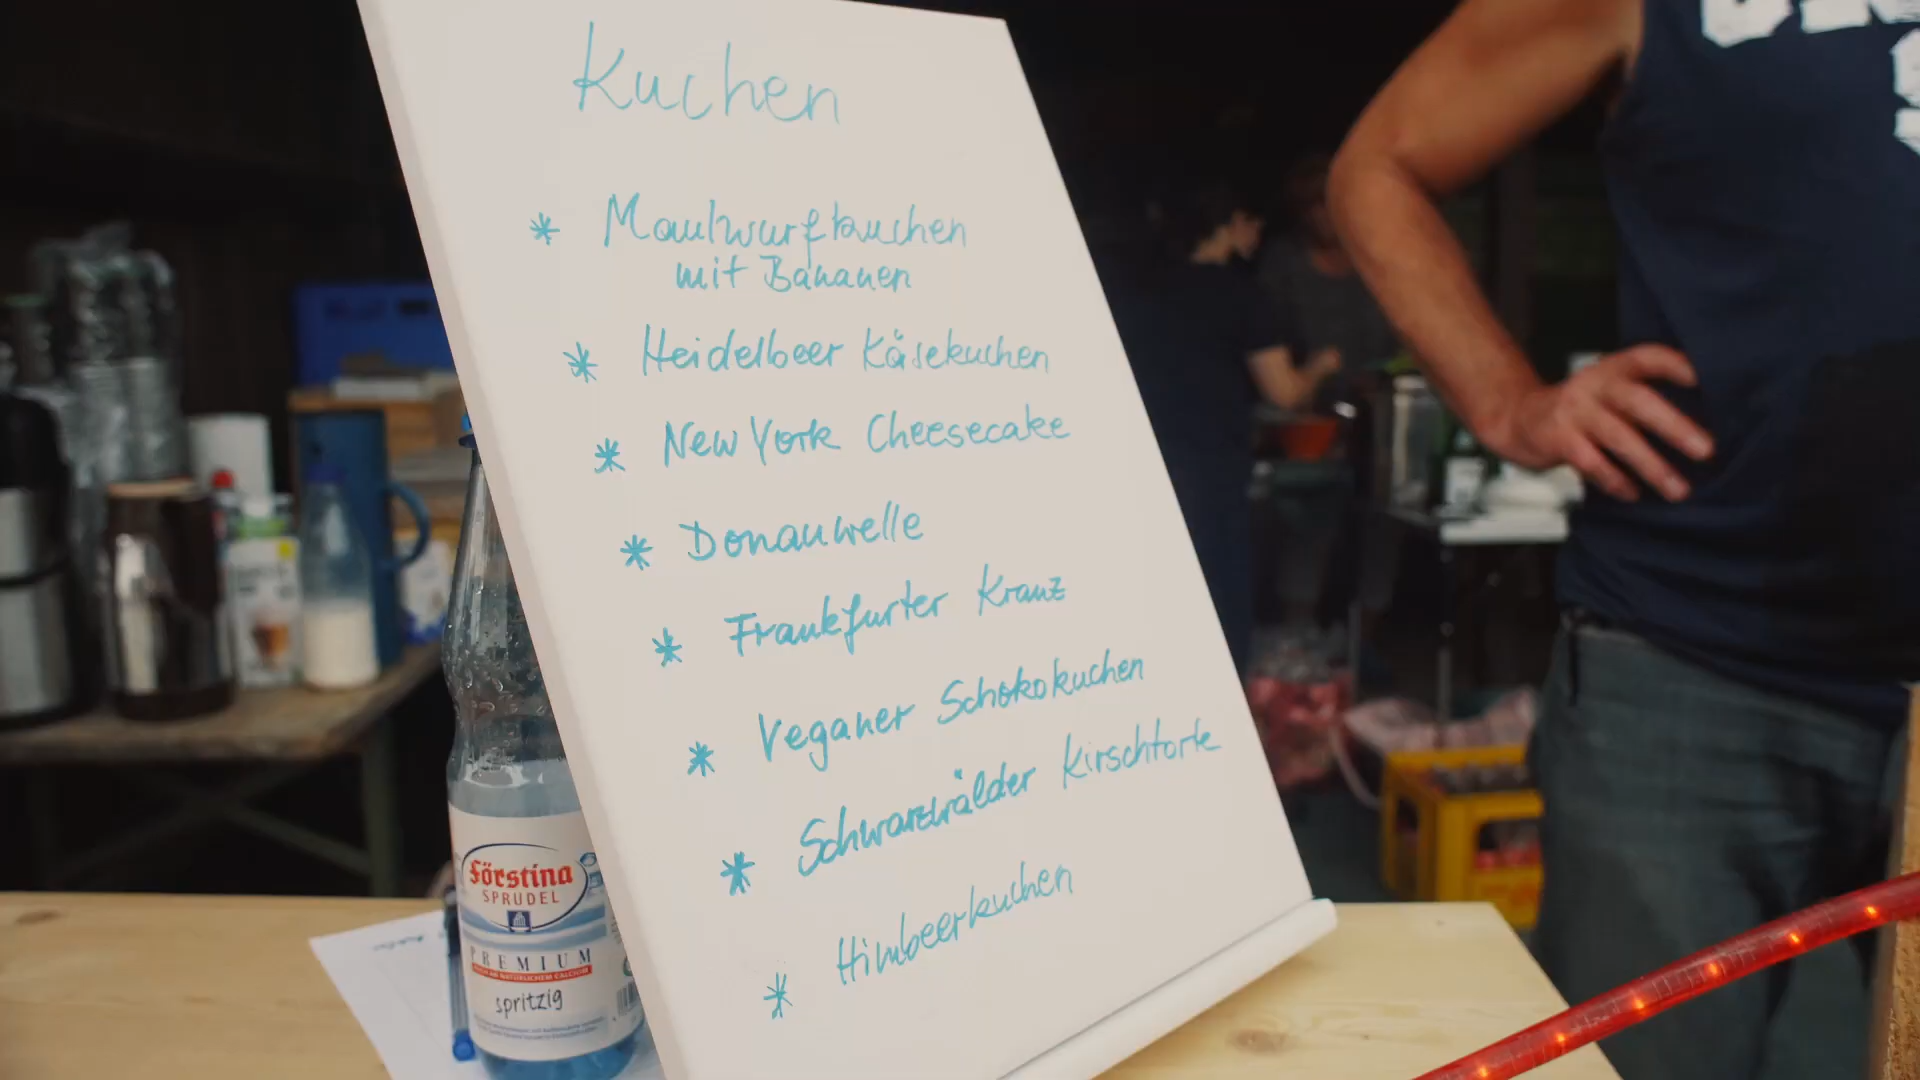 Kuchen
* Maulwurfkuchen
mit Bananen
* Heidelbeer Käsekuchen
* New York Cheesecake
* Donauwelle
* Frankfurter Kranz
* Veganer Schokokuchen
* Schwarzwälder Kirschtorte
* Himbeerkuchen
Förstina
SPRUDEL
PREMIUM
spritzig